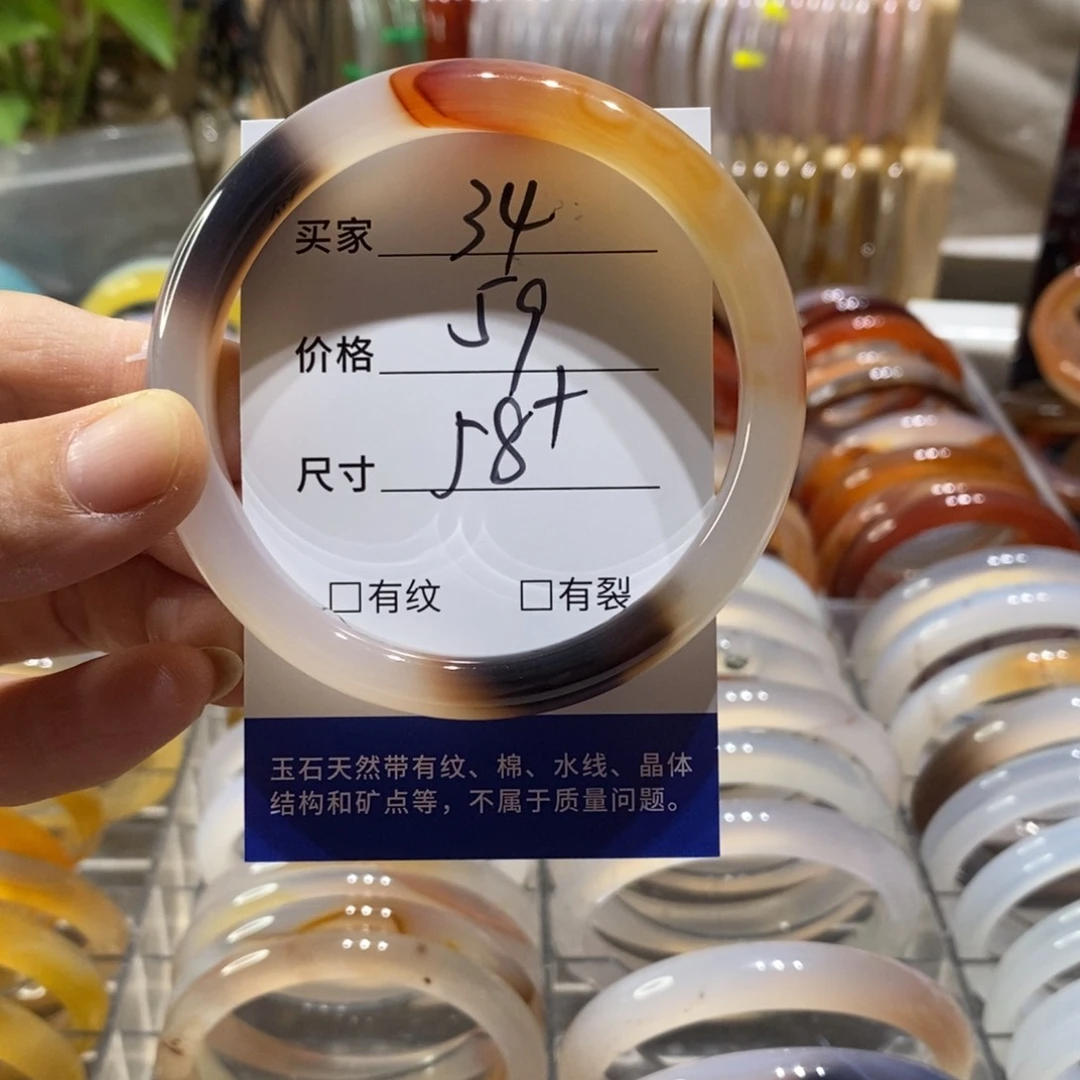 买家 34
价格 59
尺寸 58+
□有纹 □有裂
玉石天然带有纹、棉、水线、晶体
结构和矿点等，不属于质量问题。